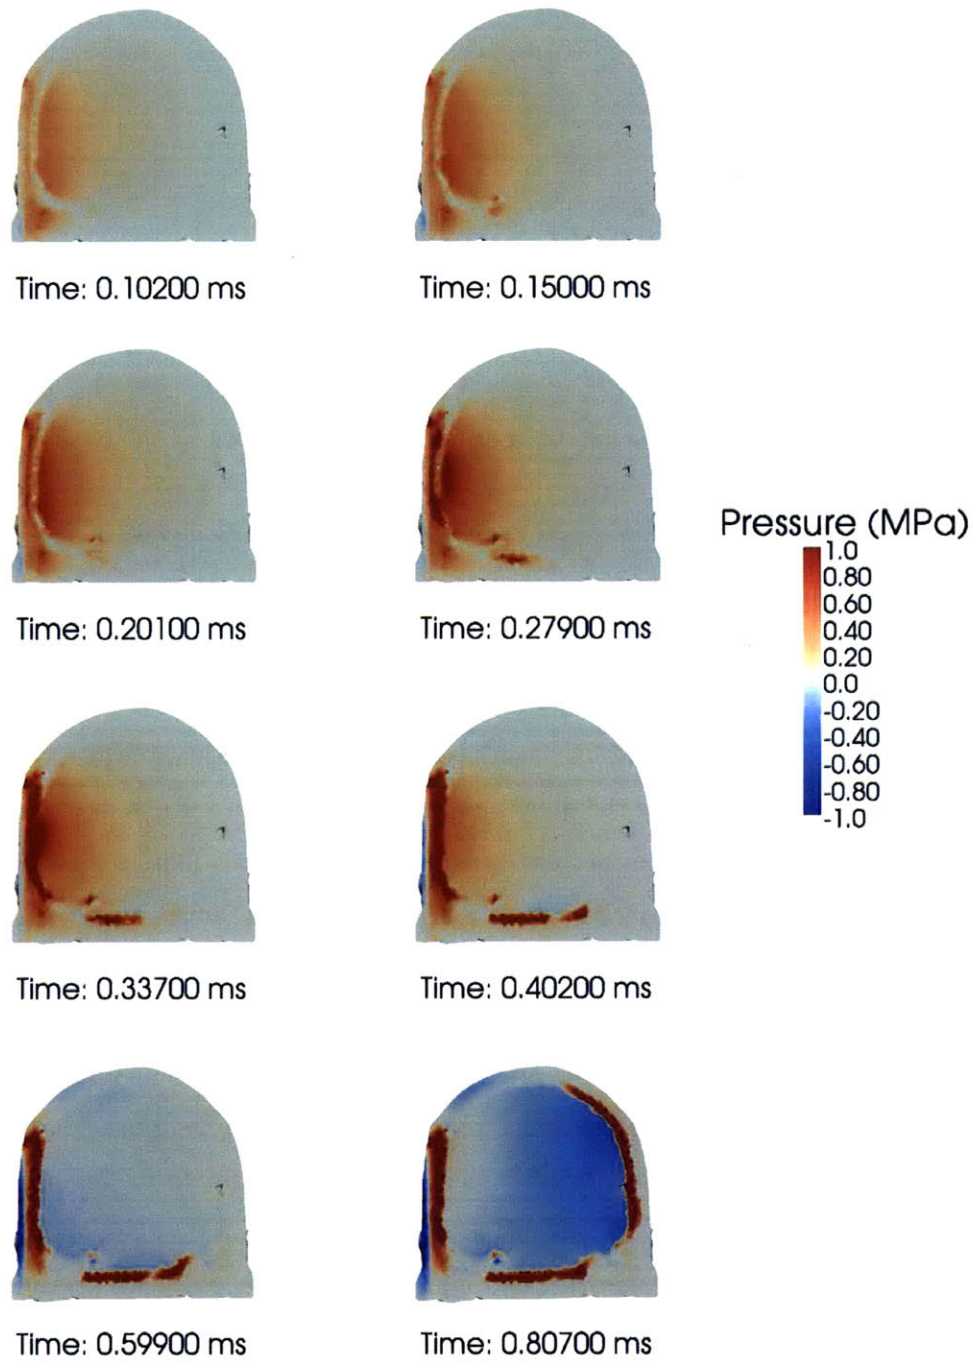 Time: 0.10200 ms
Time: 0.15000 ms
Time: 0.20100 ms
Time: 0.27900 ms
Pressure (MPa)
1.0
0.80
0.60
0.40
0.20
0.0
-0.20
-0.40
-0.60
-0.80
-1.0
Time: 0.33700 ms
Time: 0.40200 ms
Time: 0.59900 ms
Time: 0.80700 ms